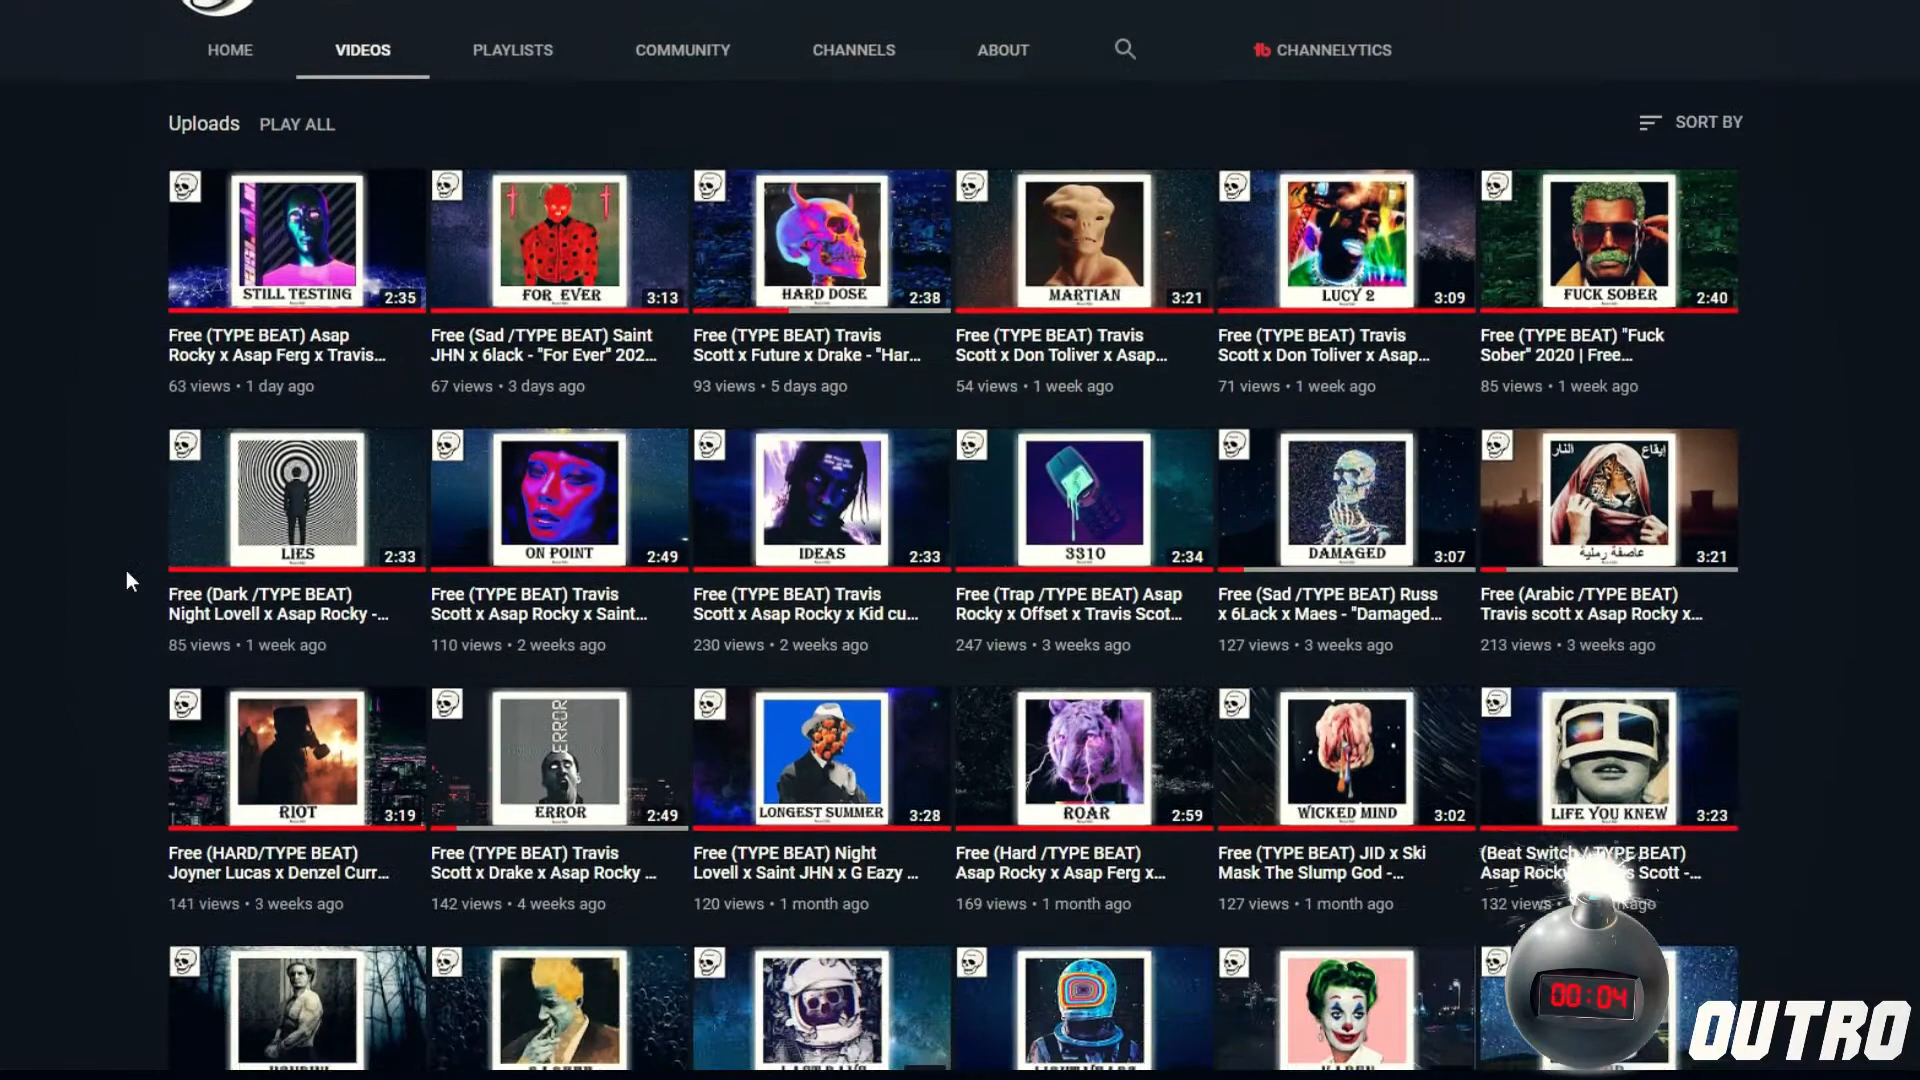 HOME VIDEOS PLAYLISTS COMMUNITY CHANNELS ABOUT CHANNELYTICS
Uploads PLAY ALL SORT BY
STILL TESTING 2:35
FOR EVER 3:13
HARD DOSE 2:38
MARTIAN 3:21
LUCY 2 3:09
FUCK SOBER 2:40
Free (TYPE BEAT) Asap
Rocky x Asap Ferg x Travis...
63 views • 1 day ago
Free (Sad /TYPE BEAT) Saint
JHN x 6lack - "For Ever" 202...
67 views • 3 days ago
Free (TYPE BEAT) Travis
Scott x Future x Drake - "Har...
93 views • 5 days ago
Free (TYPE BEAT) Travis
Scott x Don Toliver x Asap...
54 views • 1 week ago
Free (TYPE BEAT) Travis
Scott x Don Toliver x Asap...
71 views • 1 week ago
Free (TYPE BEAT) "Fuck
Sober" 2020 | Free...
85 views • 1 week ago
LIES 2:33
ON POINT 2:49
IDEAS 2:33
3310 2:34
DAMAGED 3:07
إيقاع النار
عاصفة رملية 3:21
Free (Dark /TYPE BEAT)
Night Lovell x Asap Rocky -...
85 views • 1 week ago
Free (TYPE BEAT) Travis
Scott x Asap Rocky x Saint...
110 views • 2 weeks ago
Free (TYPE BEAT) Travis
Scott x Asap Rocky x Kid cu...
230 views • 2 weeks ago
Free (Trap /TYPE BEAT) Asap
Rocky x Offset x Travis Scot...
247 views • 3 weeks ago
Free (Sad /TYPE BEAT) Russ
x 6Lack x Maes - "Damaged...
127 views • 3 weeks ago
Free (Arabic /TYPE BEAT)
Travis scott x Asap Rocky x...
213 views • 3 weeks ago
RIOT 3:19
ERROR
ERROR 2:49
LONGEST SUMMER 3:28
ROAR 2:59
WICKED MIND 3:02
LIFE YOU KNEW 3:23
Free (HARD/TYPE BEAT)
Joyner Lucas x Denzel Curr...
141 views • 3 weeks ago
Free (TYPE BEAT) Travis
Scott x Drake x Asap Rocky ...
142 views • 4 weeks ago
Free (TYPE BEAT) Night
Lovell x Saint JHN x G Eazy ...
120 views • 1 month ago
Free (Hard /TYPE BEAT)
Asap Rocky x Asap Ferg x...
169 views • 1 month ago
Free (TYPE BEAT) JID x Ski
Mask The Slump God -...
127 views • 1 month ago
(Beat Switch / TYPE BEAT)
Asap Rocky Scott -...
132 views ago
00:04
OUTRO